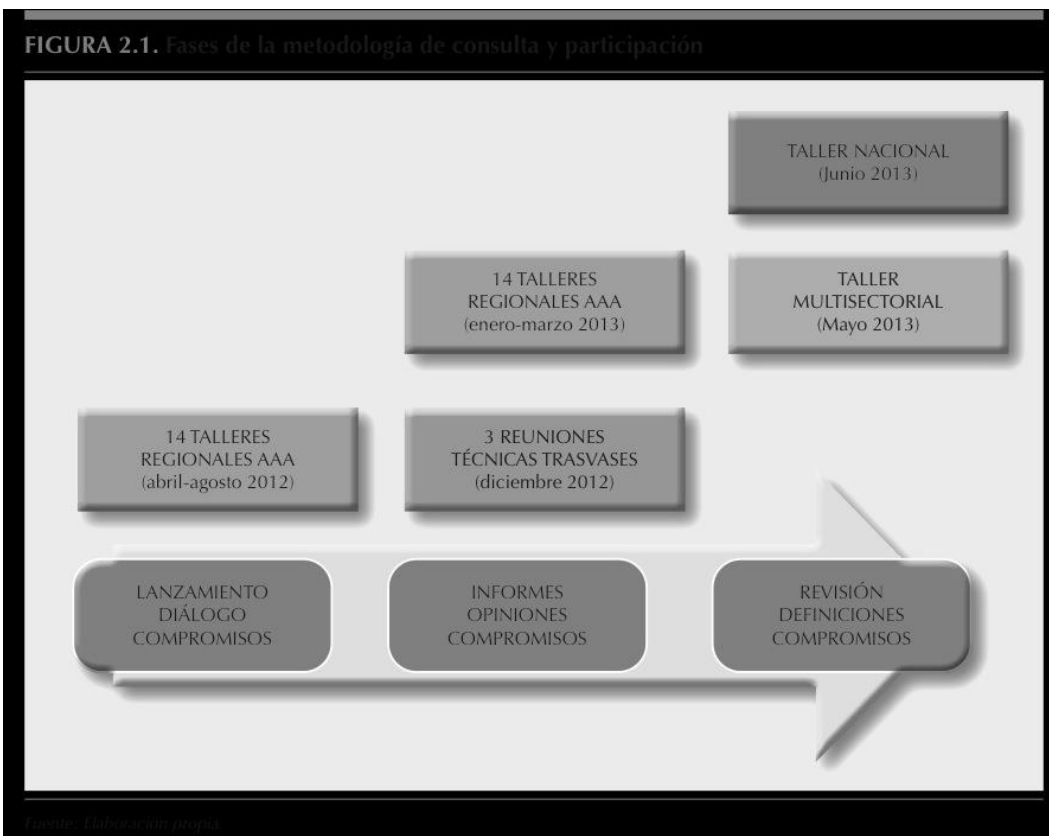 FIGURA 2.1. Fases de la metodología de consulta y participación
TALLER NACIONAL
(Junio 2013)
14 TALLERES
REGIONALES AAA
(enero-marzo 2013)
TALLER
MULTISECTORIAL
(Mayo 2013)
14 TALLERES
REGIONALES AAA
(abril-agosto 2012)
3 REUNIONES
TÉCNICAS TRASVASES
(diciembre 2012)
LANZAMIENTO
DIÁLOGO
COMPROMISOS
INFORMES
OPINIONES
COMPROMISOS
REVISIÓN
DEFINICIONES
COMPROMISOS
Fuente: Elaboración propia